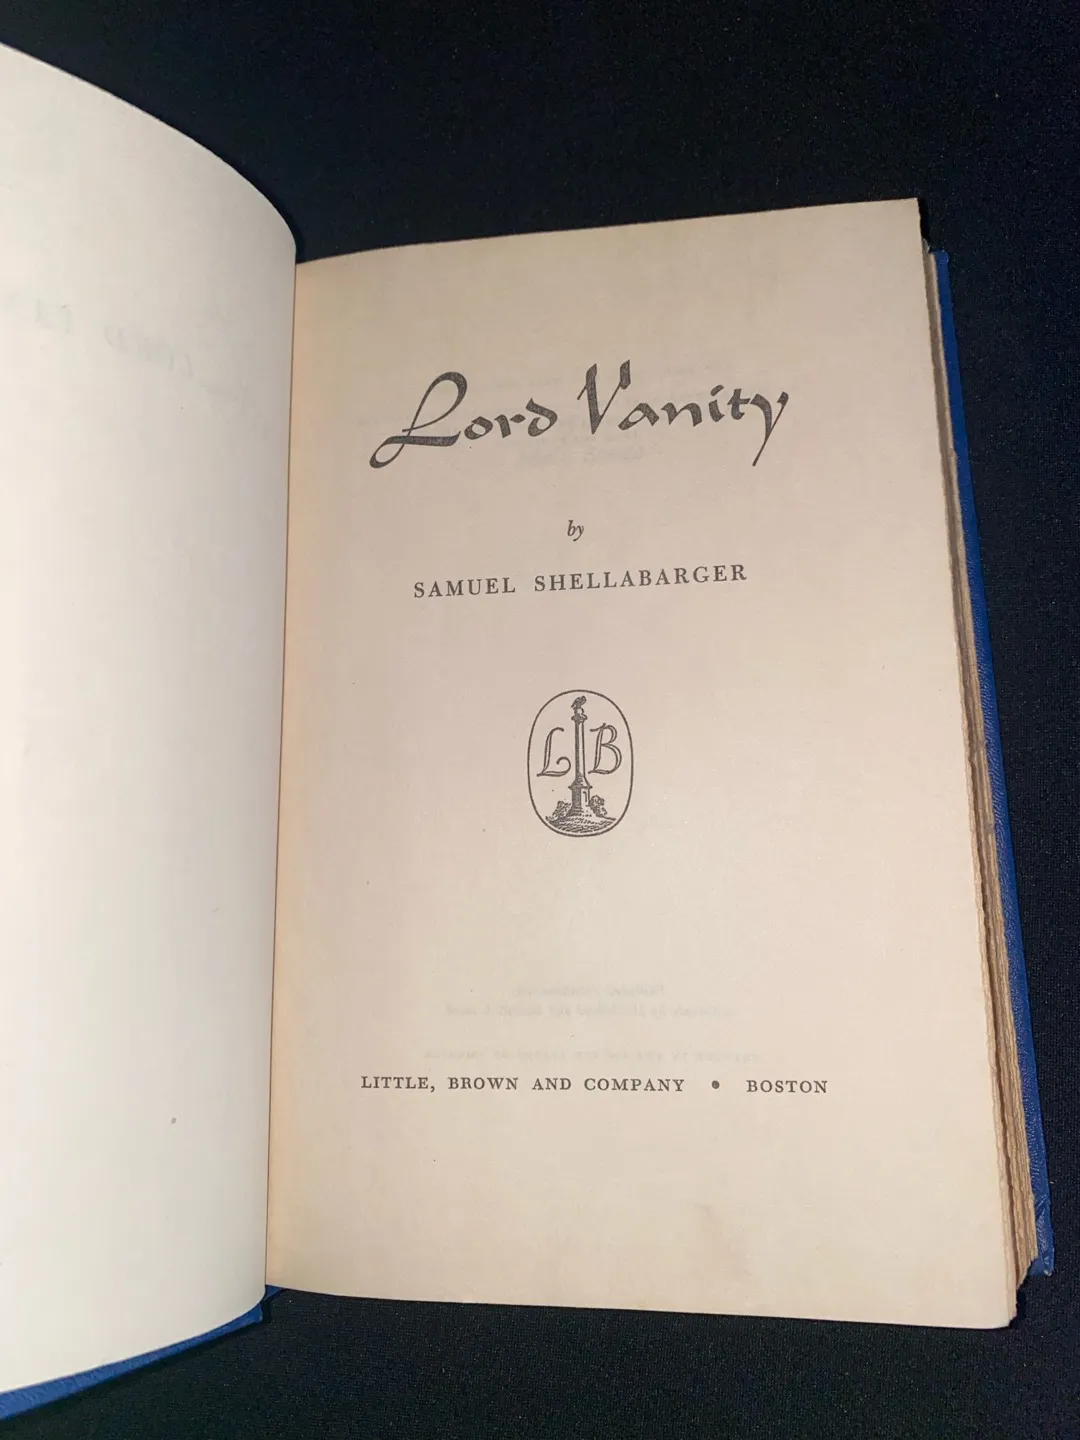 Lord Vanity
by
SAMUEL SHELLABARGER
L B
LITTLE, BROWN AND COMPANY • BOSTON